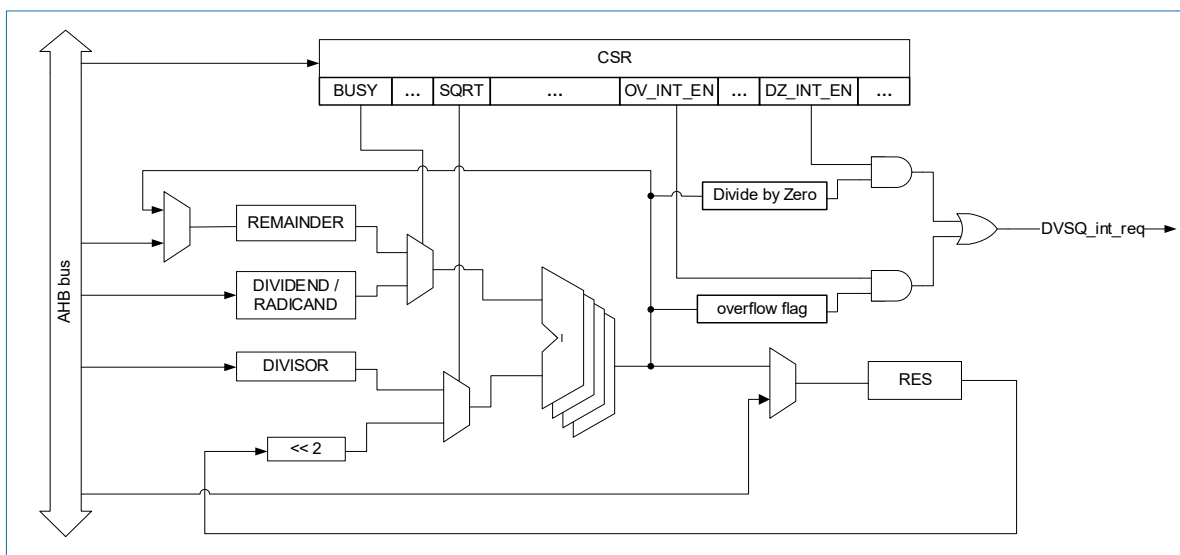 CSR
BUSY ... SQRT ... OV_INT_EN ... DZ_INT_EN ...
Divide by Zero
REMAINDER
DVSQ_int_req
DIVIDEND /
RADICAND
overflow flag
AHB bus
DIVISOR
RES
<< 2